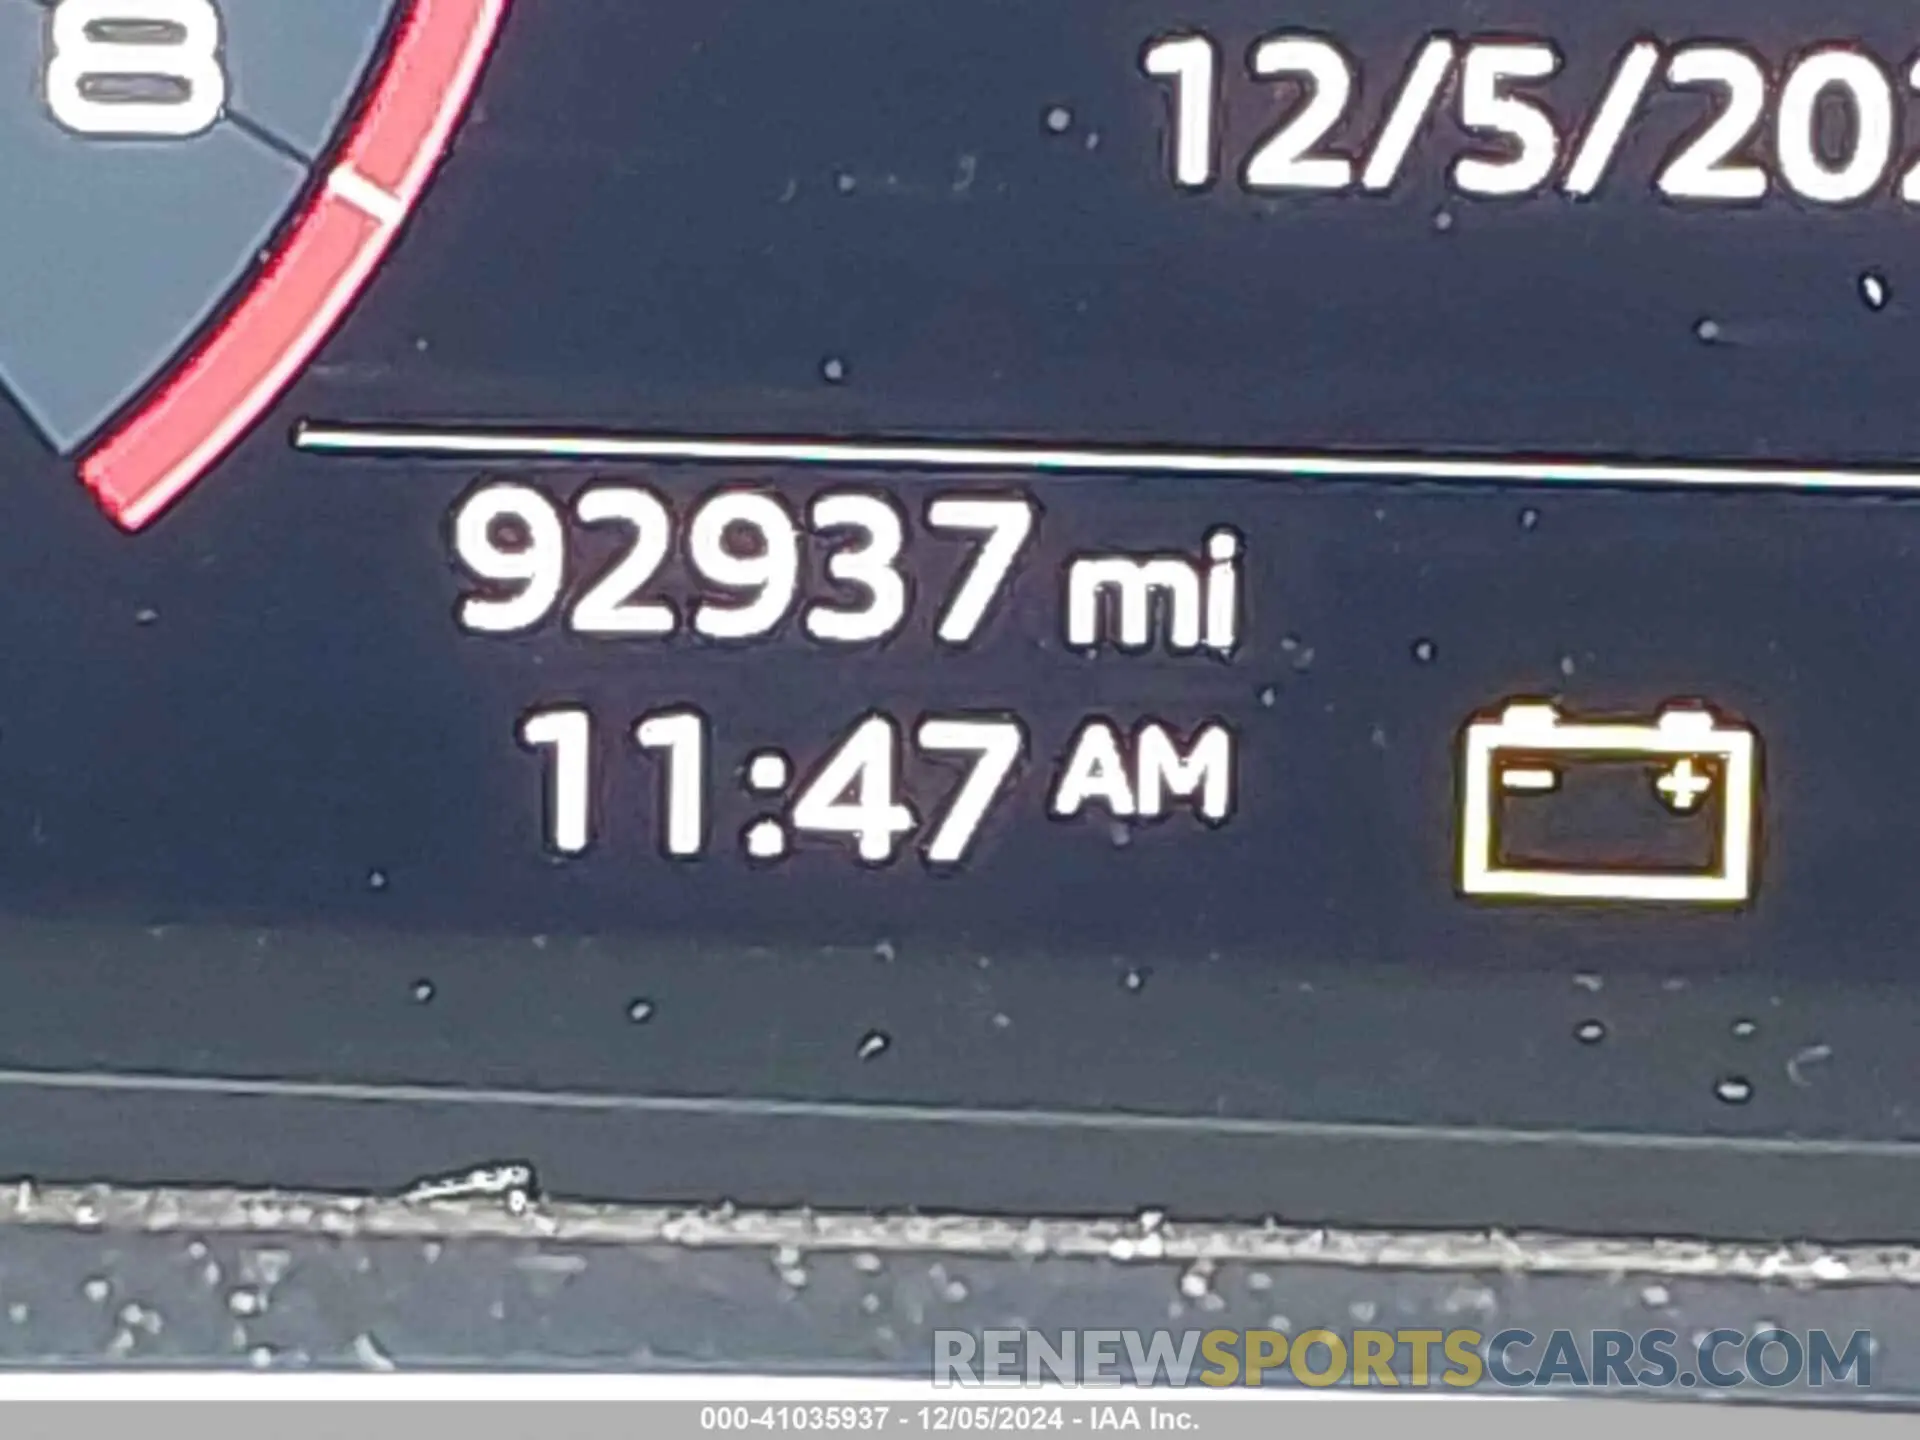 8
12/5/202
92937 mi
11:47 AM
- +
RENEWSPORTSCARS.COM
000-41035937 - 12/05/2024 - IAA Inc.